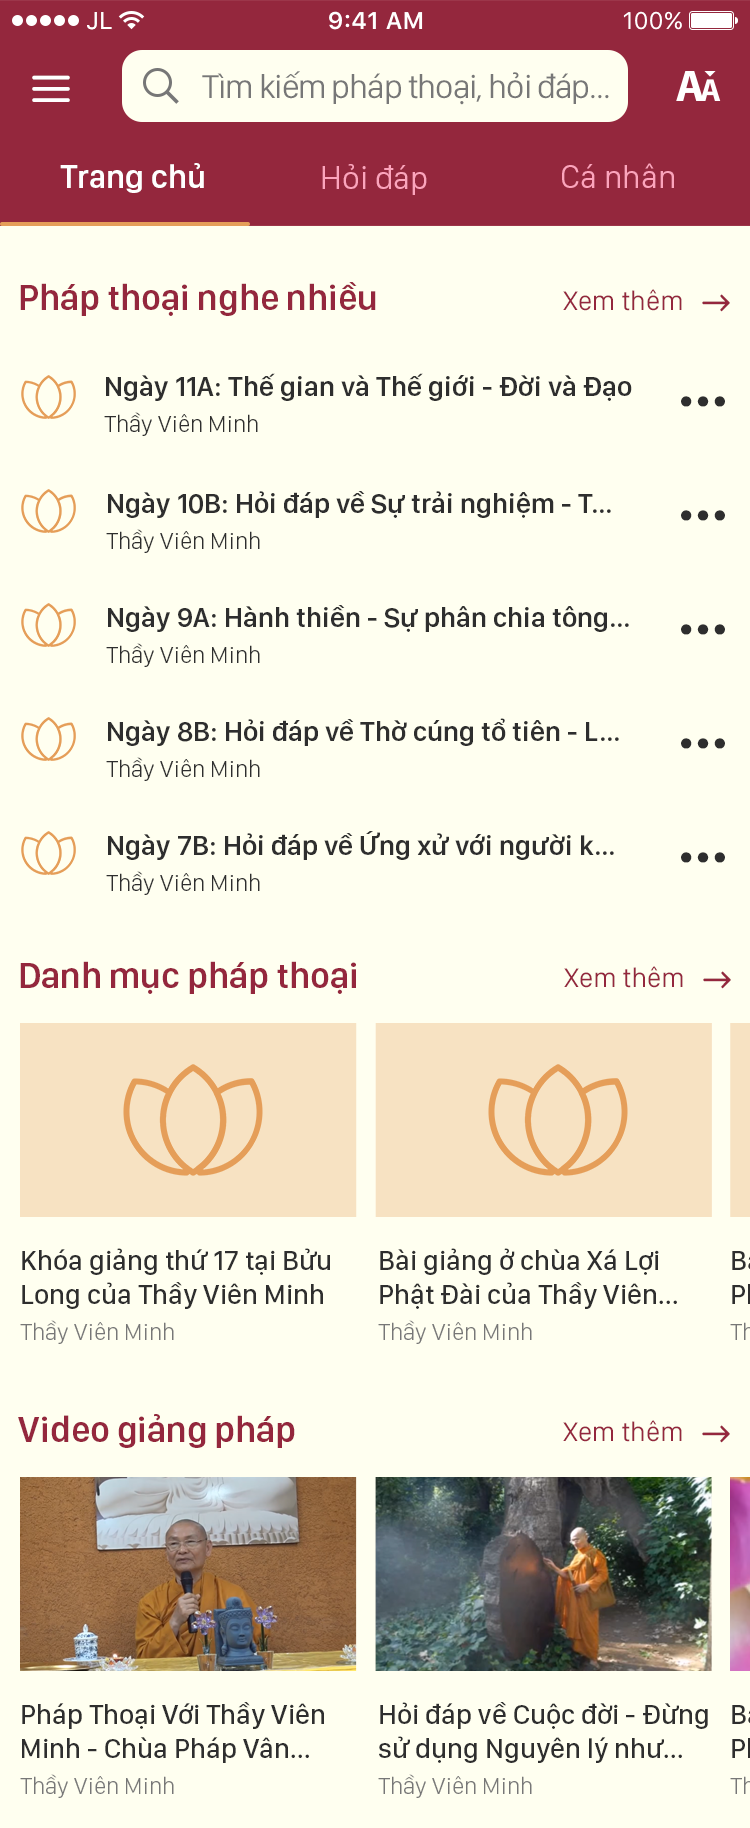 JL 9:41 AM 100%
Tìm kiếm pháp thoại, hỏi đáp...
AA
Trang chủ Hỏi đáp Cá nhân
Pháp thoại nghe nhiều Xem thêm →
Ngày 11A: Thế gian và Thế giới - Đời và Đạo
Thầy Viên Minh
Ngày 10B: Hỏi đáp về Sự trải nghiệm - T...
Thầy Viên Minh
Ngày 9A: Hành thiền - Sự phân chia tông...
Thầy Viên Minh
Ngày 8B: Hỏi đáp về Thờ cúng tổ tiên - L...
Thầy Viên Minh
Ngày 7B: Hỏi đáp về Ứng xử với người k...
Thầy Viên Minh
Danh mục pháp thoại Xem thêm →
Khóa giảng thứ 17 tại Bửu
Long của Thầy Viên Minh
Thầy Viên Minh
Bài giảng ở chùa Xá Lợi
Phật Đài của Thầy Viên...
Thầy Viên Minh
Video giảng pháp Xem thêm →
Pháp Thoại Với Thầy Viên
Minh - Chùa Pháp Vân...
Thầy Viên Minh
Hỏi đáp về Cuộc đời - Đừng
sử dụng Nguyên lý như...
Thầy Viên Minh